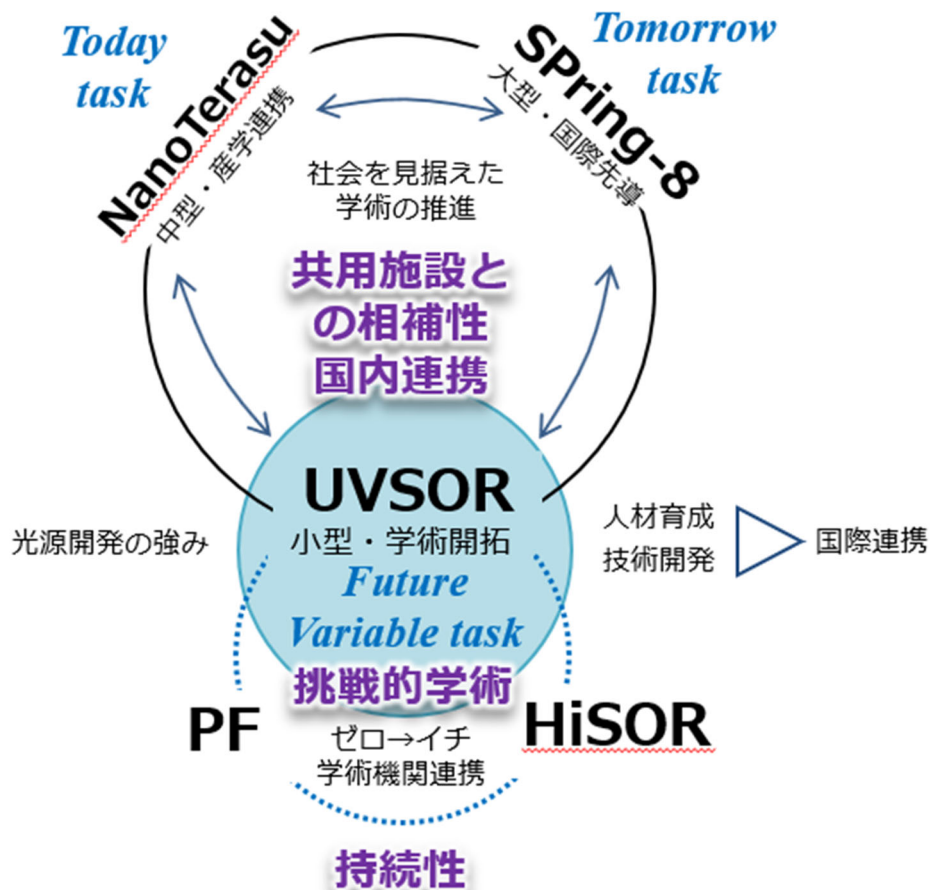 Today
task
NanoTerasu
中型・産学連携
Tomorrow
task
SPring-8
大型・国際先導
社会を見据えた
学術の推進
共用施設と
の相補性
国内連携
UVSOR
小型・学術開拓
Future
Variable task
挑戦的学術
光源開発の強み
人材育成
技術開発
国際連携
PF
HiSOR
ゼロ→イチ
学術機関連携
持続性